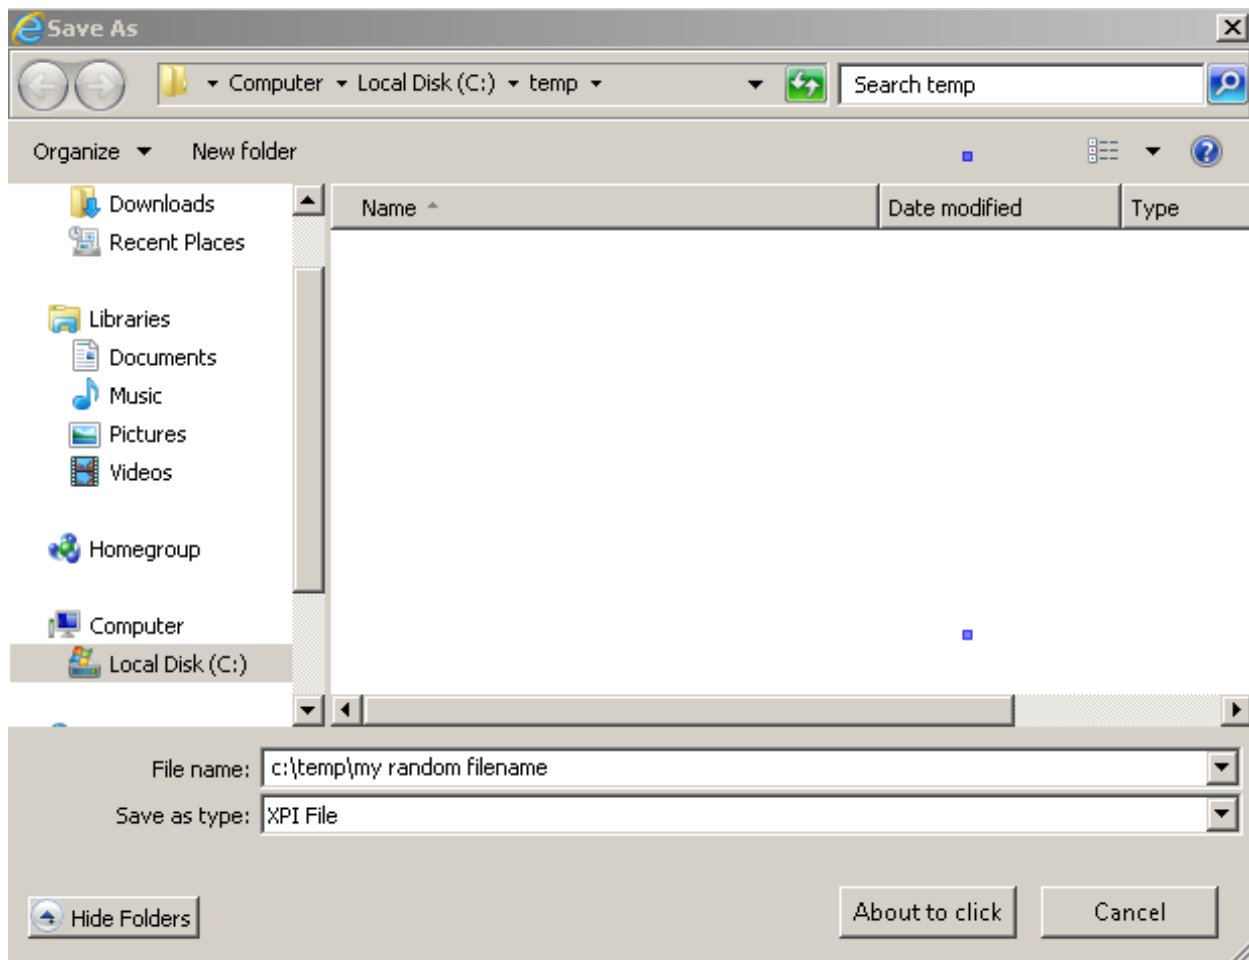 Save As
Computer Local Disk (C:) temp Search temp
Organize New folder
Downloads Name Date modified Type
Recent Places
Libraries
Documents
Music
Pictures
Videos
Homegroup
Computer
Local Disk (C:)
File name: c:\temp\my random filename
Save as type: XPI File
Hide Folders About to click Cancel